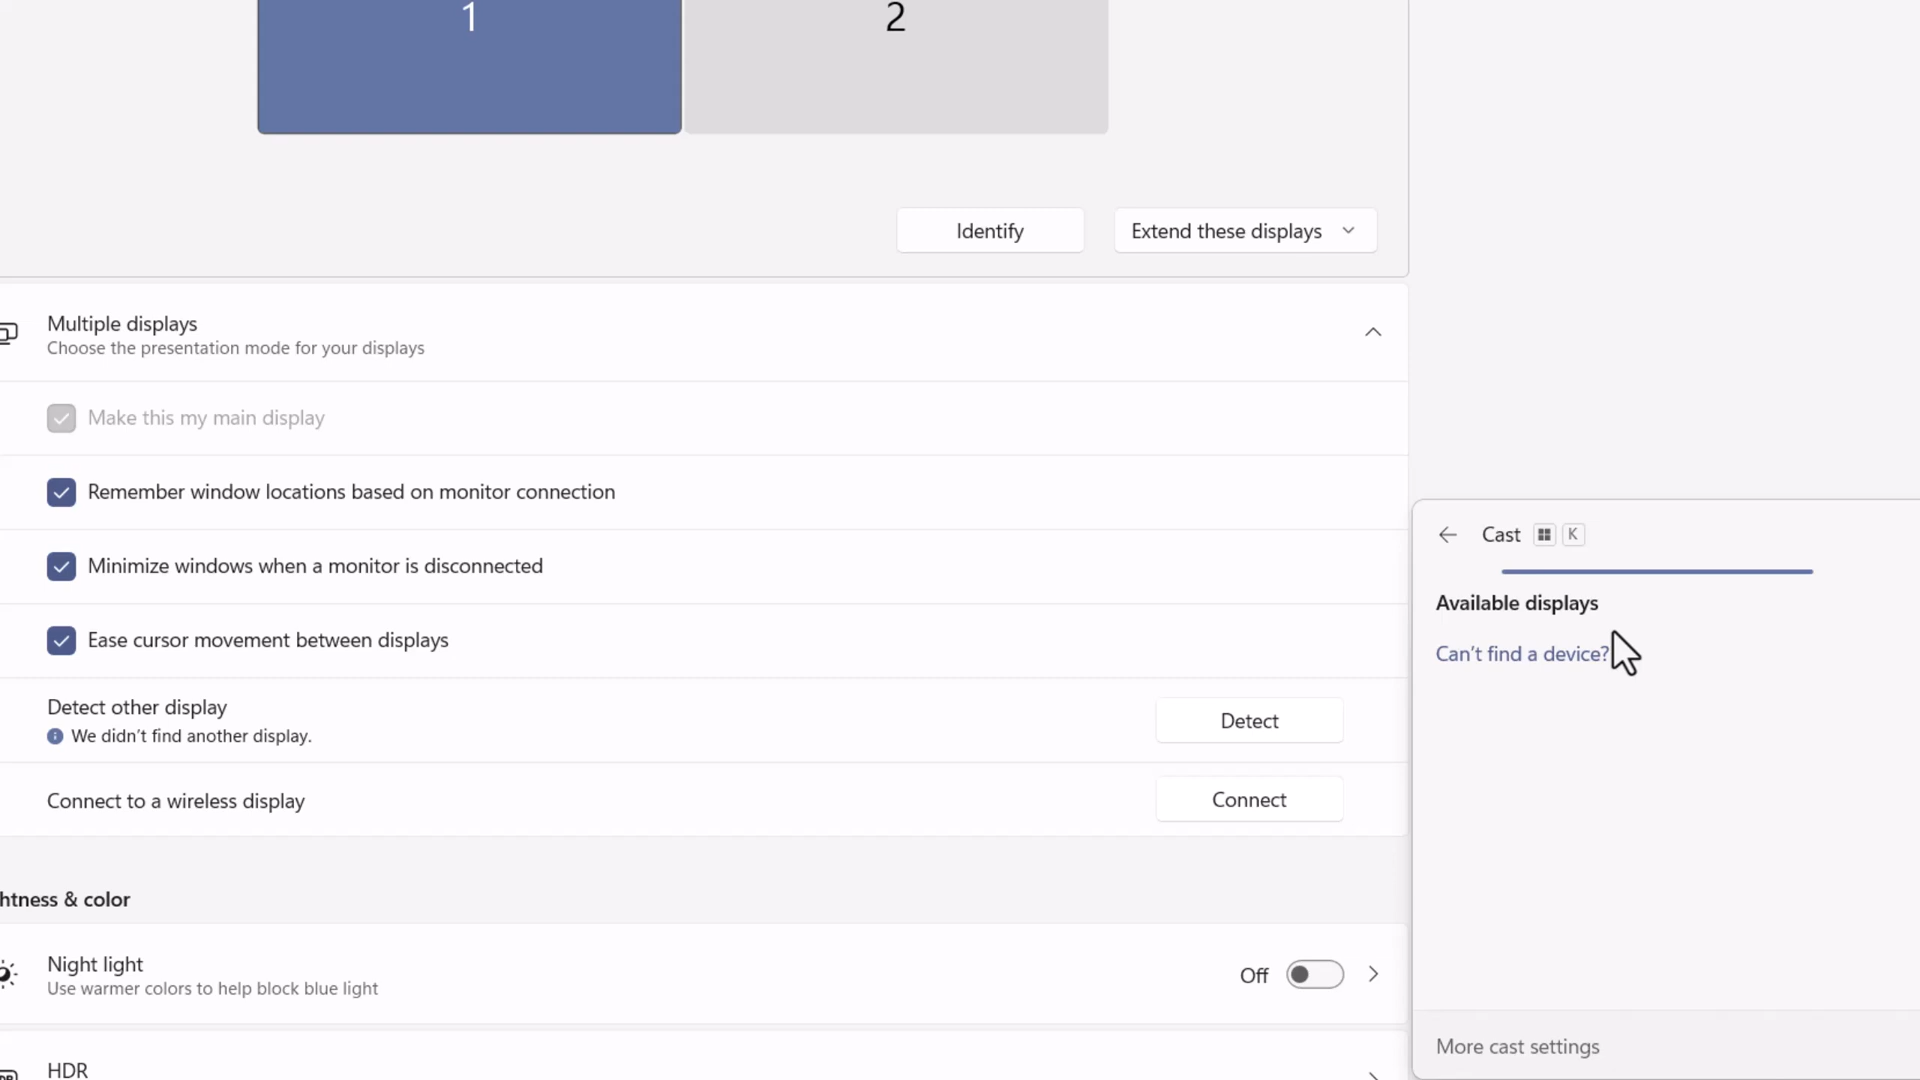 1
2
Identify
Extend these displays
Multiple displays
Choose the presentation mode for your displays
Make this my main display
Remember window locations based on monitor connection
Minimize windows when a monitor is disconnected
Ease cursor movement between displays
Detect other display
We didn't find another display.
Detect
Connect to a wireless display
Connect
htness & color
Night light
Use warmer colors to help block blue light
Off
HDR
Cast K
Available displays
Can't find a device?
More cast settings